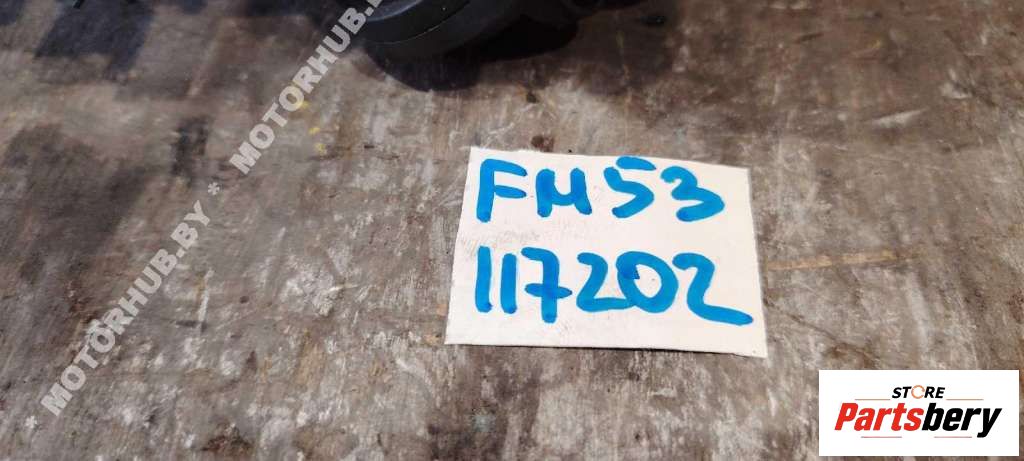 * MOTORHUB.BY * MOTORHUB.BY
FM53
117202
STORE
Partsbery